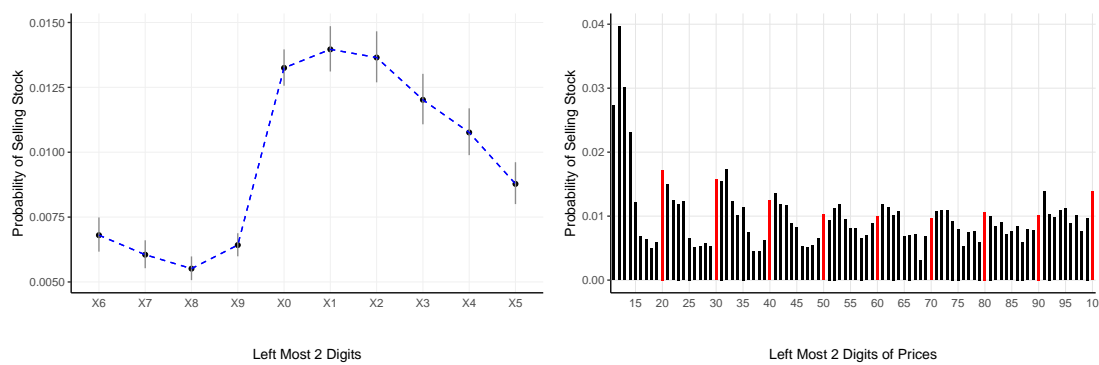 Probability of Selling Stock
0.0150
0.0125
0.0100
0.0075
0.0050
X6 X7 X8 X9 X0 X1 X2 X3 X4 X5
Left Most 2 Digits
Probability of Selling Stock
0.04
0.03
0.02
0.01
0.00
15 20 25 30 35 40 45 50 55 60 65 70 75 80 85 90 95 10
Left Most 2 Digits of Prices